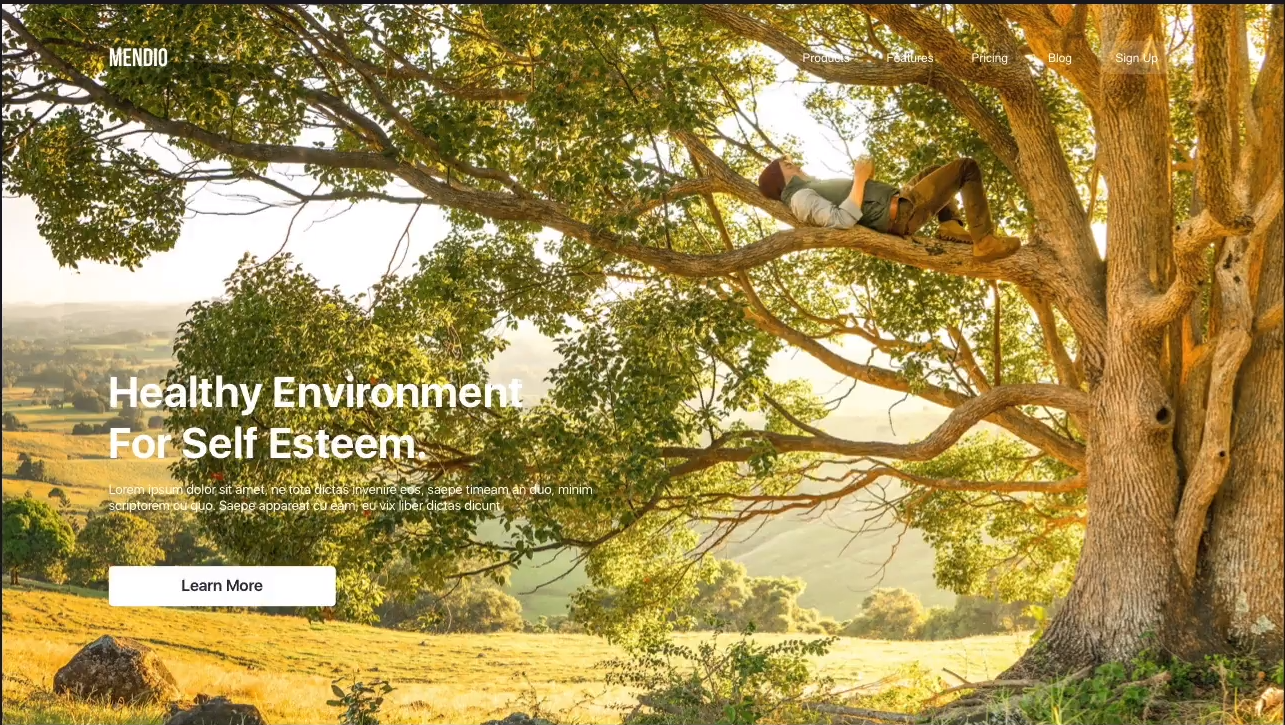 MENDIO
Products Features Pricing Blog Sign Up
Healthy Environment
For Self Esteem.
Lorem ipsum dolor sit amet, ne tota dictas invenire eos, saepe timeam an duo, minim
scriptorem cu quo. Saepe appareat cu eam, eu vix liber dictas dicunt.
Learn More